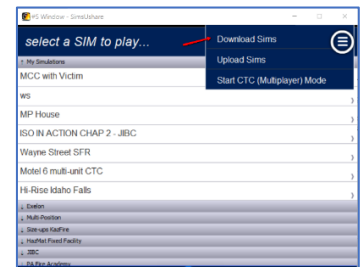 PS Window - SimsUshare
select a SIM to play...
Download Sims
Upload Sims
Start CTC (Multiplayer) Mode
My Simulations
MCC with Victim
ws
MP House
ISO IN ACTION CHAP 2 - JIBC
Wayne Street SFR
Motel 6 multi-unit CTC
Hi-Rise Idaho Falls
Exelon
Multi-Position
Size-ups KazFire
HazMat Fixed Facility
JIBC
PA Fire Academy